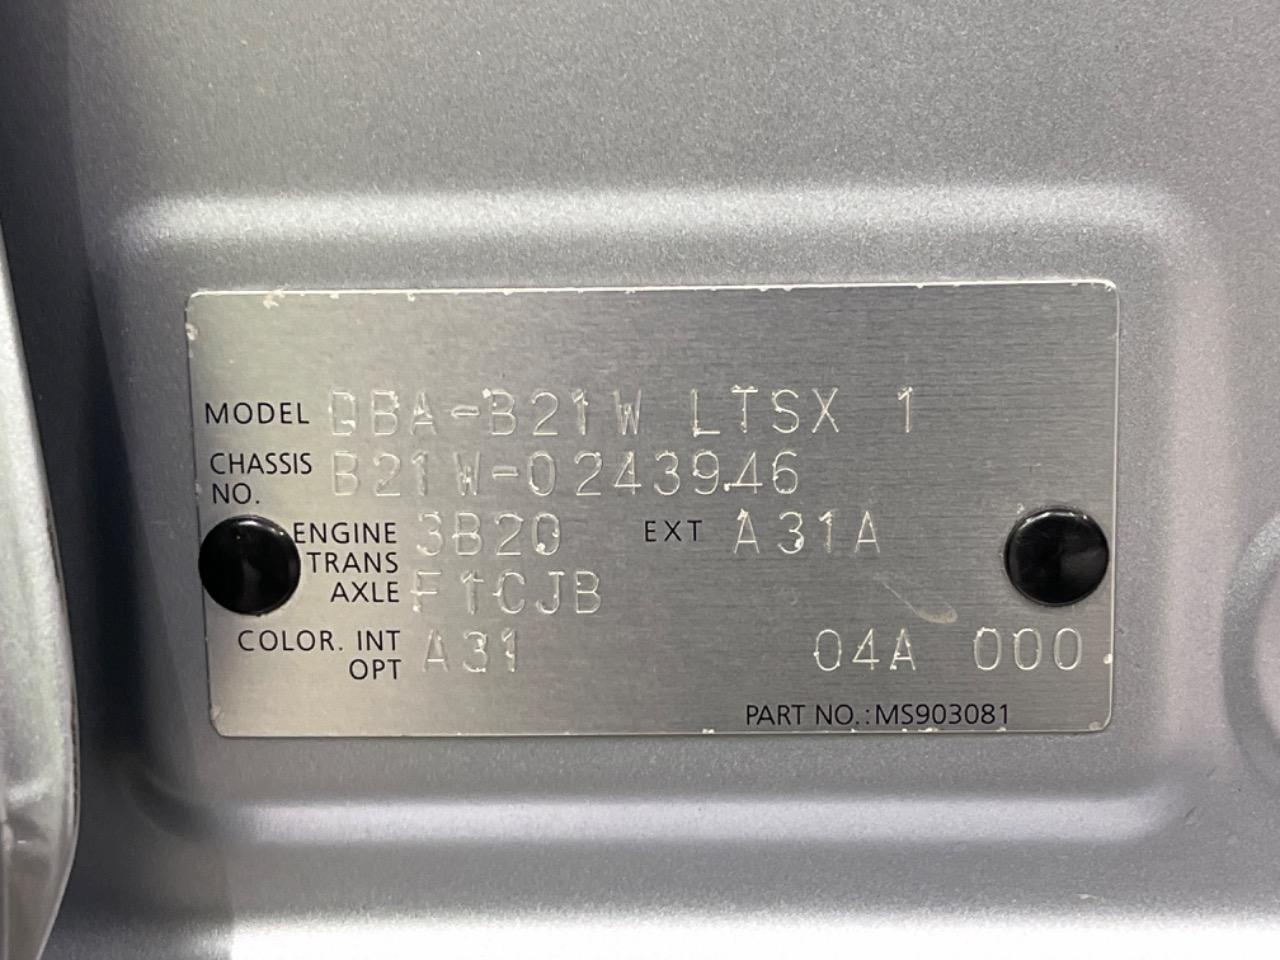 MODEL DBA-B21W LTSX 1
CHASSIS NO. B21W-0243946
ENGINE 3B20 EXT A31A
TRANS AXLE F1CJB
COLOR. INT OPT A31 04A 000
PART NO.:MS903081